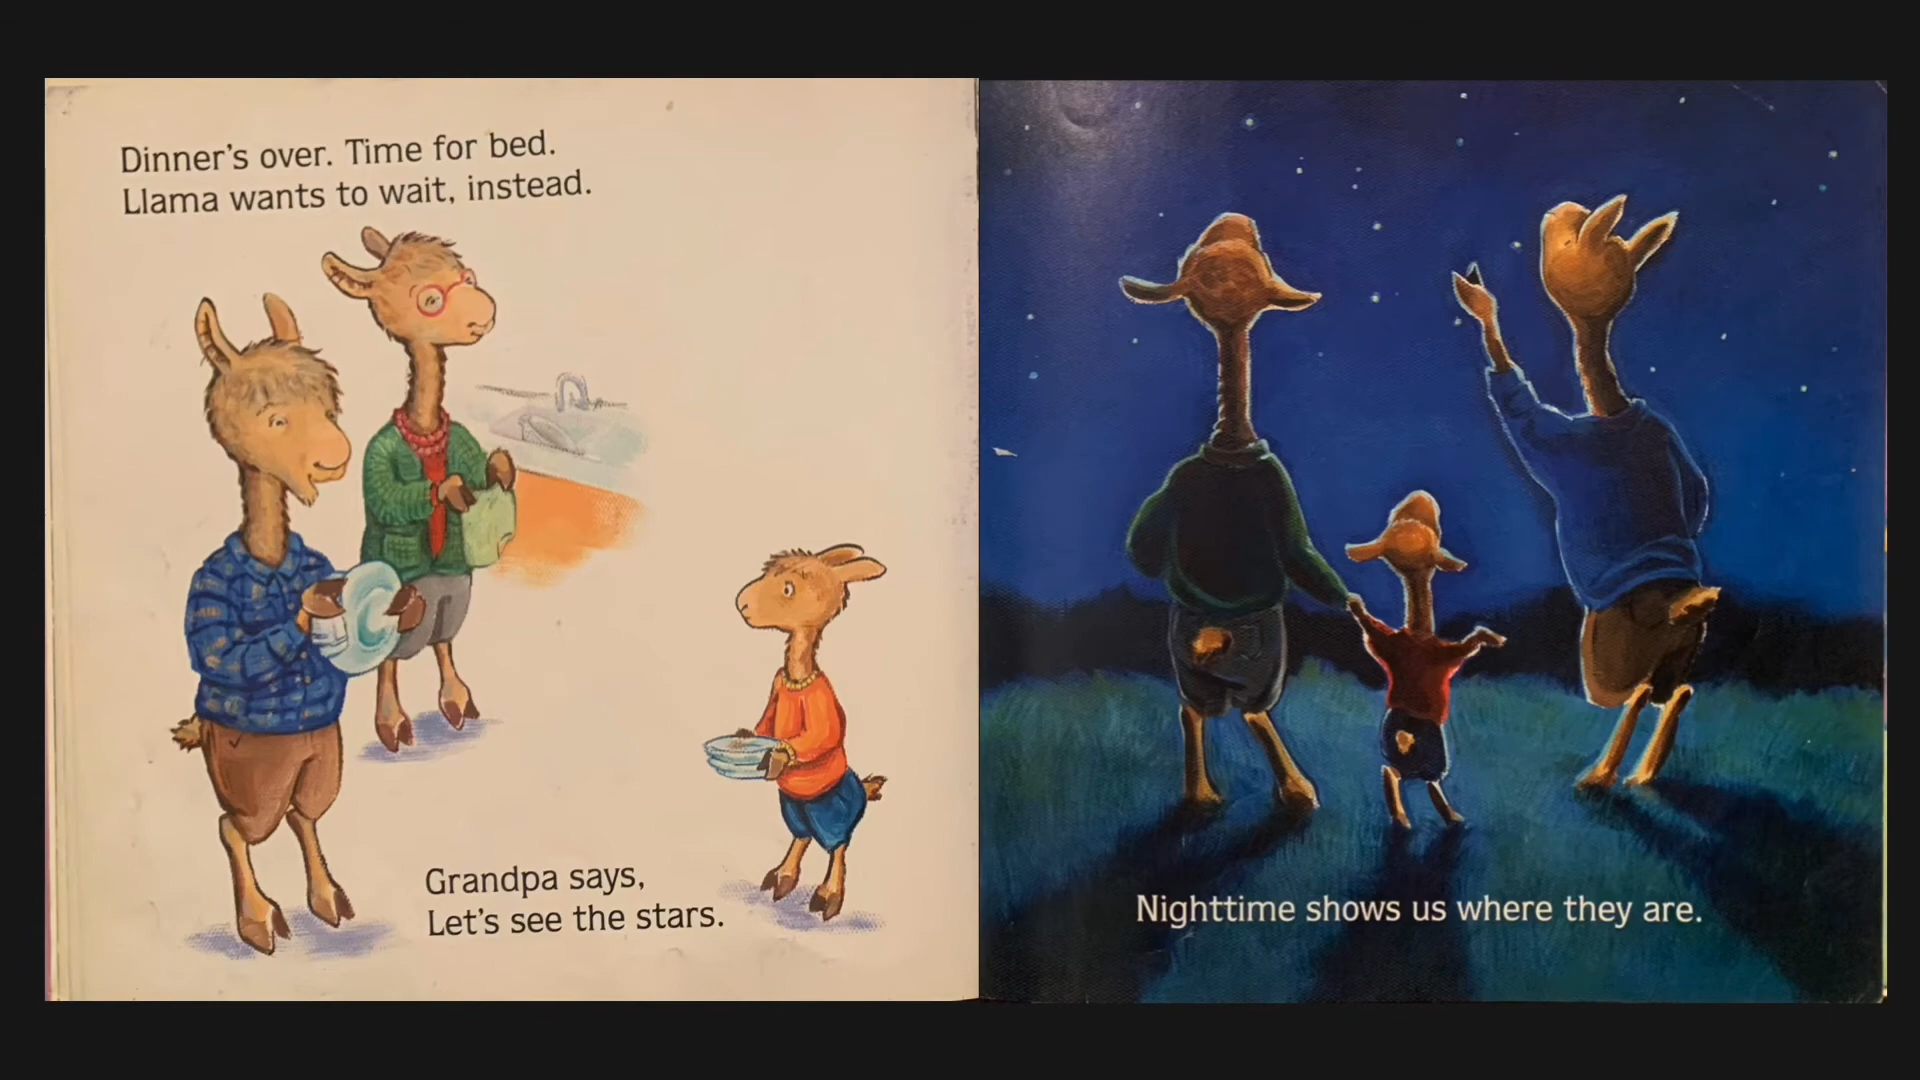 Dinner's over. Time for bed.
Llama wants to wait, instead.
Grandpa says,
Let's see the stars.
Nighttime shows us where they are.